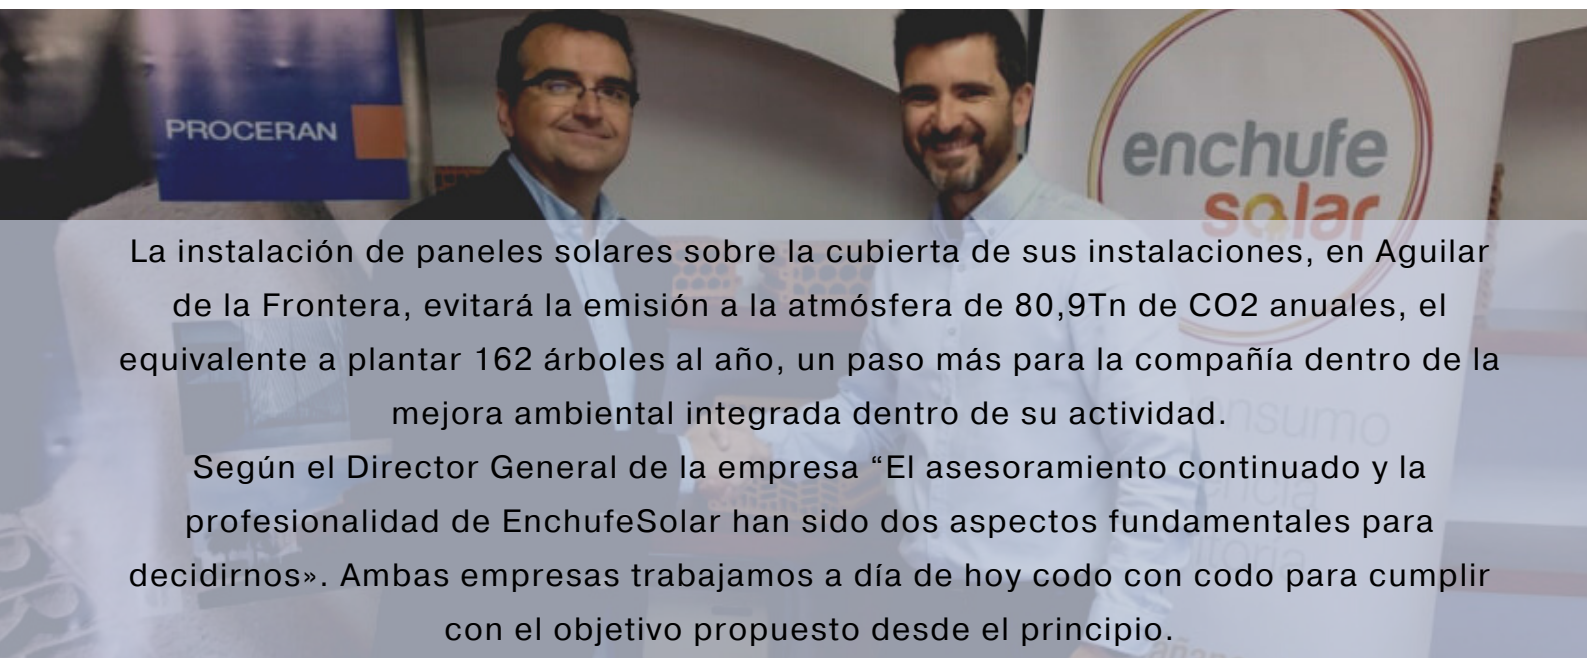 PROCERAN
enchufe
solar
La instalación de paneles solares sobre la cubierta de sus instalaciones, en Aguilar
de la Frontera, evitará la emisión a la atmósfera de 80,9Tn de CO2 anuales, el
equivalente a plantar 162 árboles al año, un paso más para la compañía dentro de la
mejora ambiental integrada dentro de su actividad.
Según el Director General de la empresa “El asesoramiento continuado y la
profesionalidad de EnchufeSolar han sido dos aspectos fundamentales para
decidirnos». Ambas empresas trabajamos a día de hoy codo con codo para cumplir
con el objetivo propuesto desde el principio.